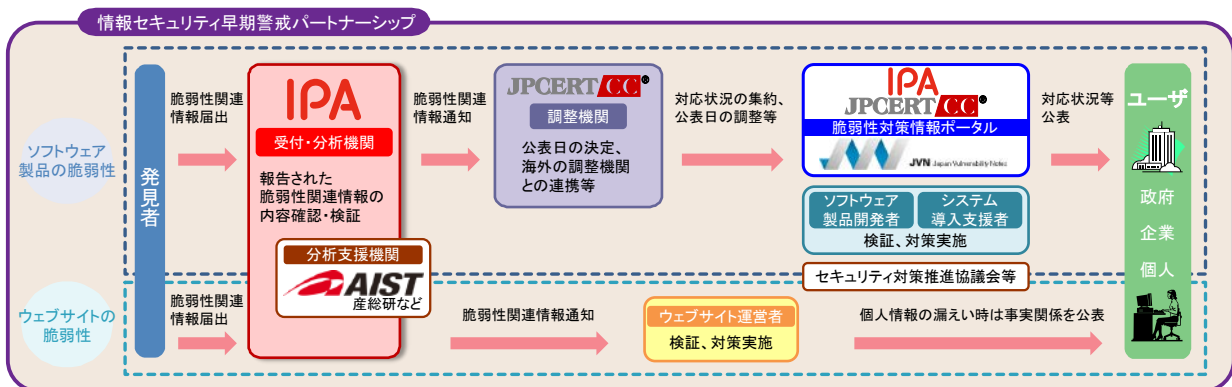 情報セキュリティ早期警戒パートナーシップ
ソフトウェア
製品の脆弱性
発見者
脆弱性関連
情報届出
IPA
受付・分析機関
報告された
脆弱性関連情報の
内容確認・検証
分析支援機関
AIST
産総研など
脆弱性関連
情報通知
JPCERT CC®
調整機関
公表日の決定、
海外の調整機関
との連携等
対応状況の集約、
公表日の調整等
IPA
JPCERT CC®
脆弱性対策情報ポータル
JVN Japan Vulnerability Notes
ソフトウェア
製品開発者
システム
導入支援者
検証、対策実施
セキュリティ対策推進協議会等
対応状況等
公表
ユーザ
政府
企業
個人
ウェブサイトの
脆弱性
脆弱性関連
情報届出
脆弱性関連情報通知
ウェブサイト運営者
検証、対策実施
個人情報の漏えい時は事実関係を公表